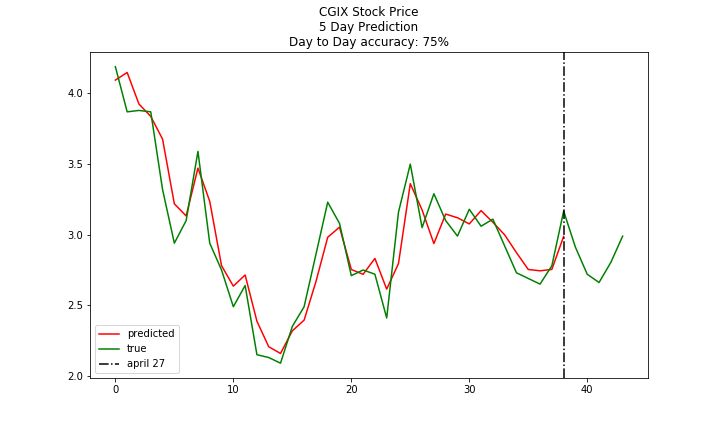 CGIX Stock Price
5 Day Prediction
Day to Day accuracy: 75%
4.0
3.5
3.0
2.5
2.0
predicted
true
april 27
0
10
20
30
40